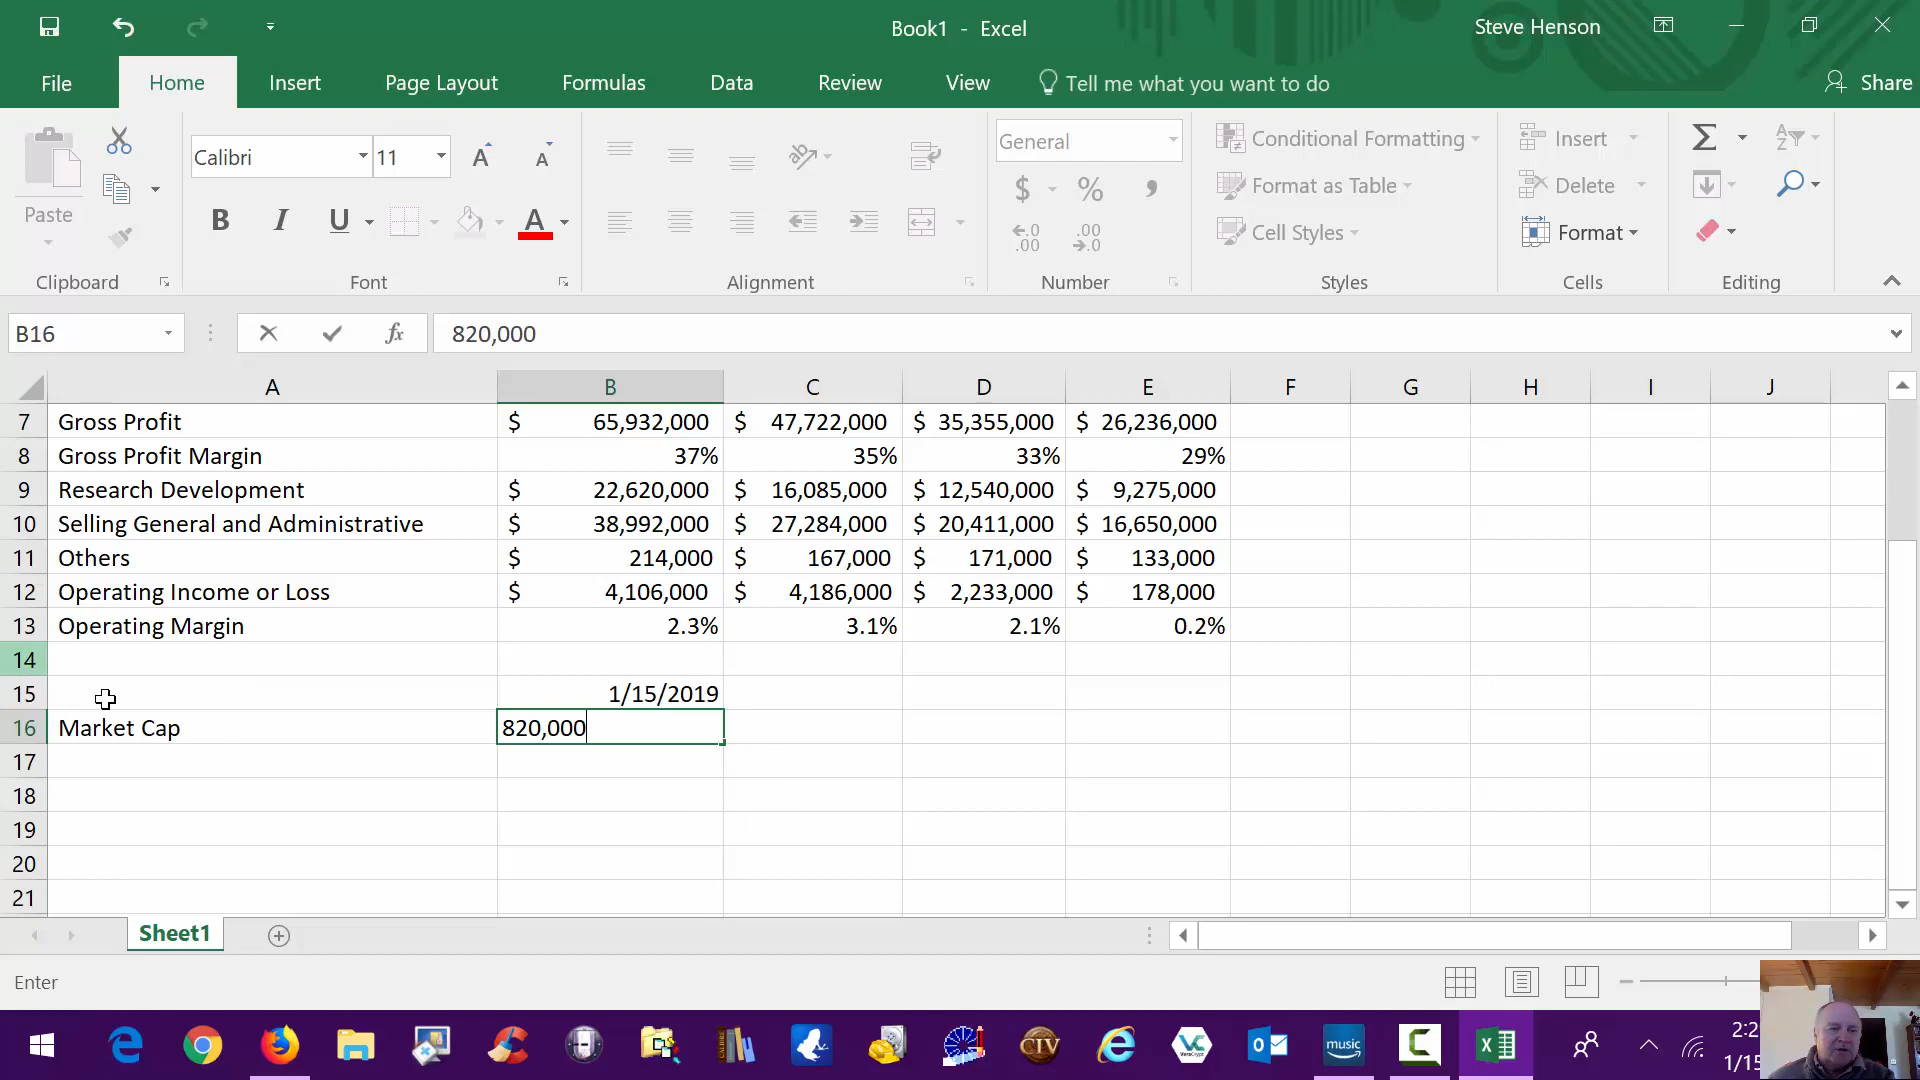 Book1 - Excel
Steve Henson
File Home Insert Page Layout Formulas Data Review View Tell me what you want to do Share
Paste
Calibri 11
B I U A
General
$ % ,
Conditional Formatting
Format as Table
Cell Styles
Insert
Delete
Format
Clipboard Font Alignment Number Styles Cells Editing
B16 fx 820,000
A B C D E F G H I J
7 Gross Profit $ 65,932,000 $ 47,722,000 $ 35,355,000 $ 26,236,000
8 Gross Profit Margin 37% 35% 33% 29%
9 Research Development $ 22,620,000 $ 16,085,000 $ 12,540,000 $ 9,275,000
10 Selling General and Administrative $ 38,992,000 $ 27,284,000 $ 20,411,000 $ 16,650,000
11 Others $ 214,000 $ 167,000 $ 171,000 $ 133,000
12 Operating Income or Loss $ 4,106,000 $ 4,186,000 $ 2,233,000 $ 178,000
13 Operating Margin 2.3% 3.1% 2.1% 0.2%
14
15 1/15/2019
16 Market Cap 820,000
17
18
19
20
21
Sheet1
Enter
CIV
music